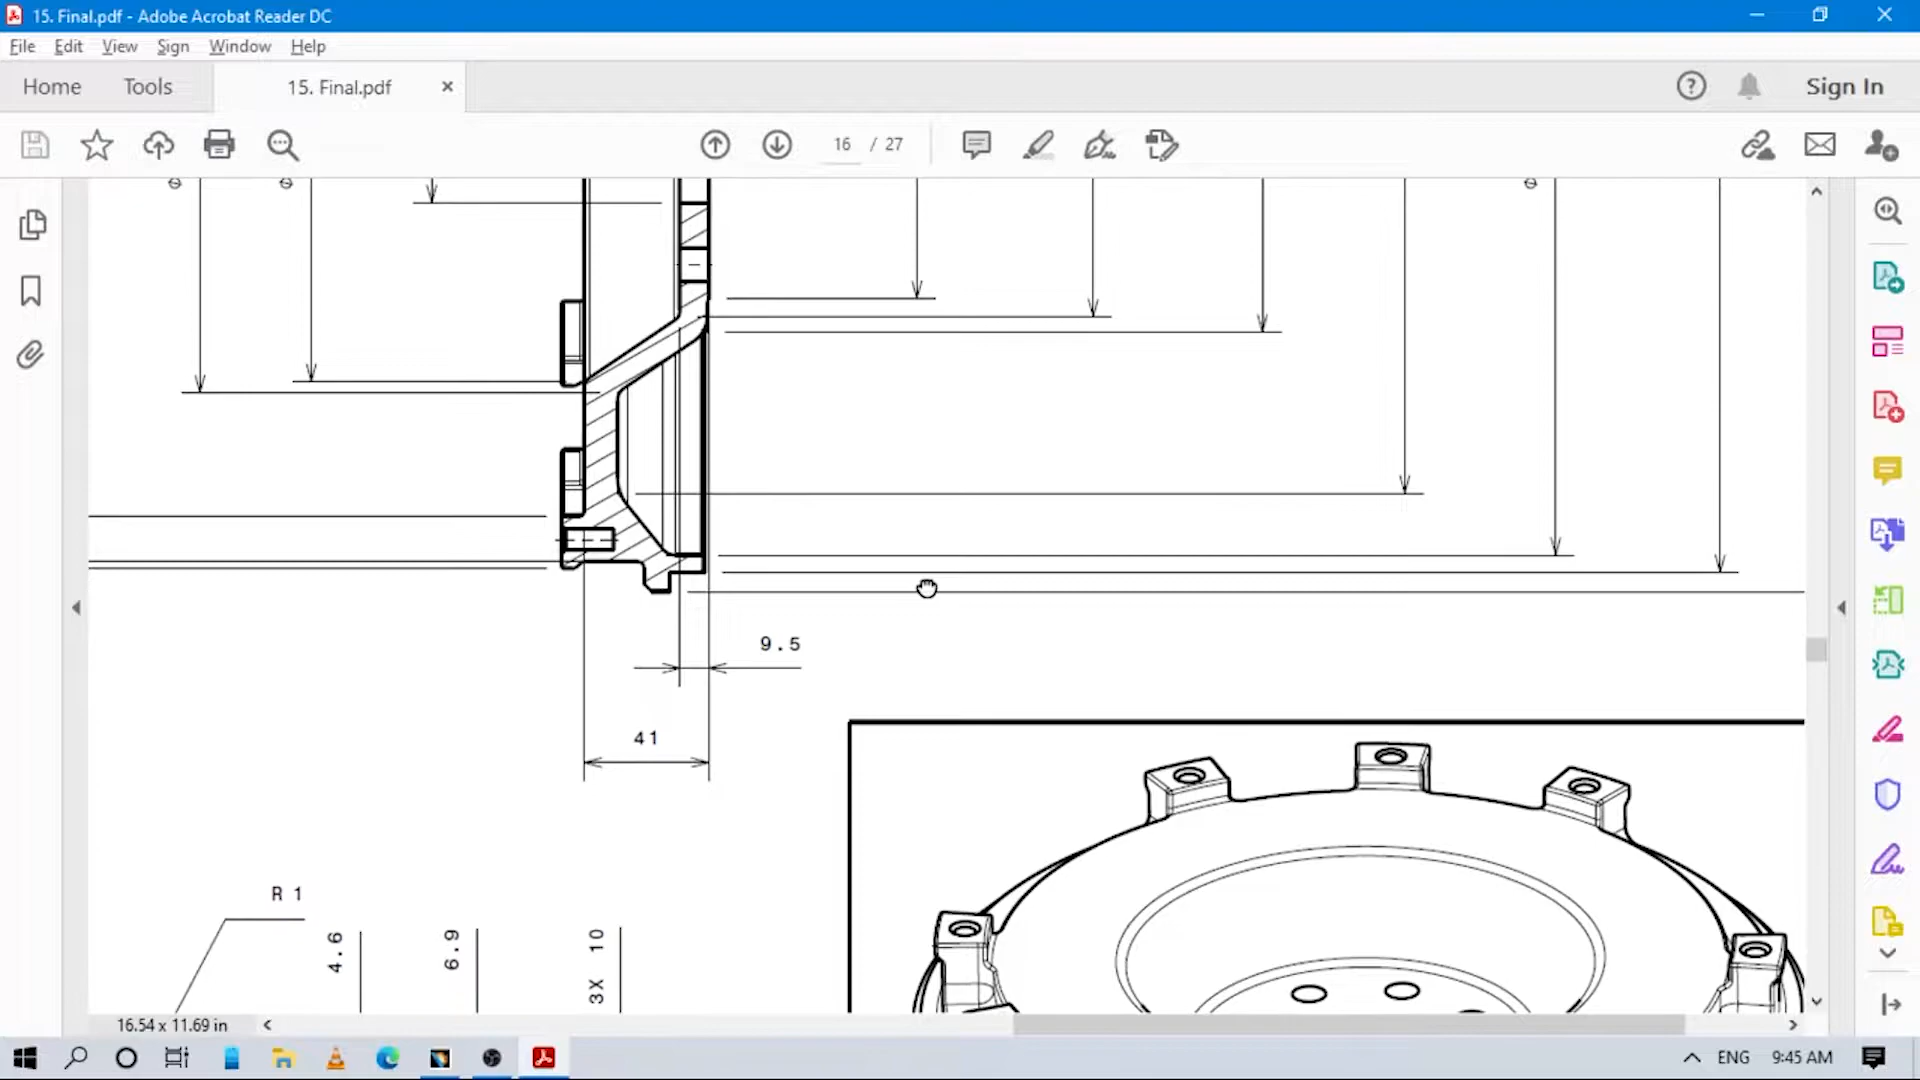 15. Final.pdf - Adobe Acrobat Reader DC
File Edit View Sign Window Help
Home Tools 15. Final.pdf Sign In
16 / 27
9.5
41
R 1
4.6
6.9
3X 10
16.54 x 11.69 in
ENG 9:45 AM